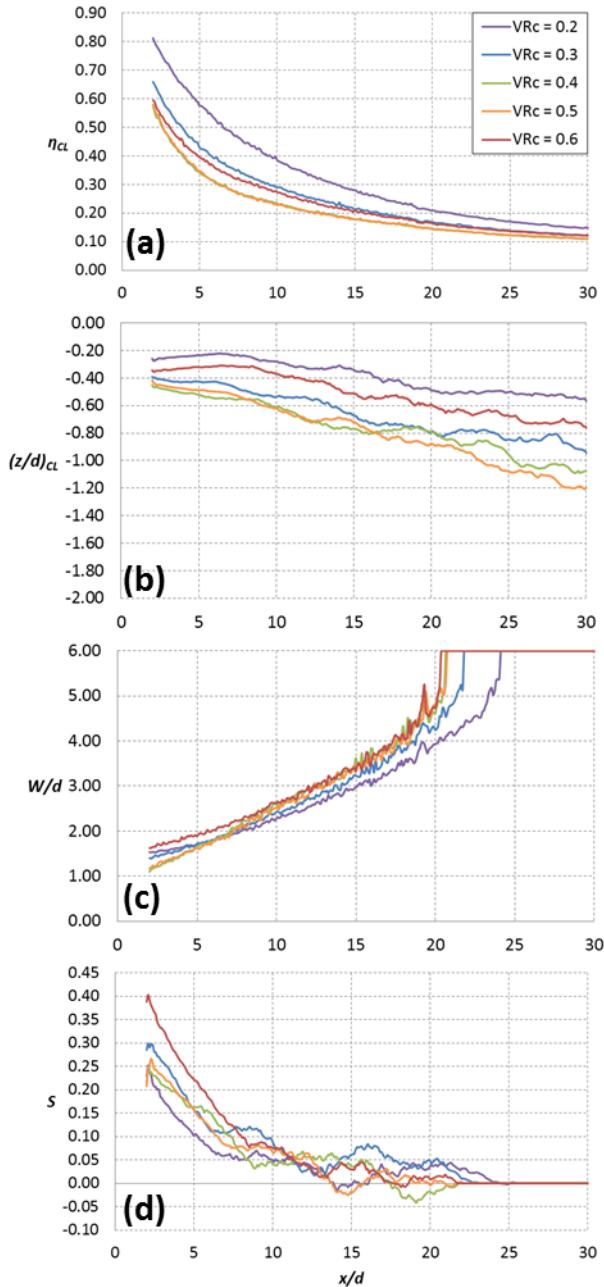 0.90
0.80
0.70
0.60
0.50
0.40
0.30
0.20
0.10
0.00
ηCL
VRc = 0.2
VRc = 0.3
VRc = 0.4
VRc = 0.5
VRc = 0.6
(a)
0 5 10 15 20 25 30
0.00
-0.20
-0.40
-0.60
-0.80
-1.00
-1.20
-1.40
-1.60
-1.80
-2.00
(z/d)CL
(b)
0 5 10 15 20 25 30
6.00
5.00
4.00
3.00
2.00
1.00
0.00
W/d
(c)
0 5 10 15 20 25 30
0.45
0.40
0.35
0.30
0.25
0.20
0.15
0.10
0.05
0.00
-0.05
-0.10
S
(d)
0 5 10 15 20 25 30
x/d